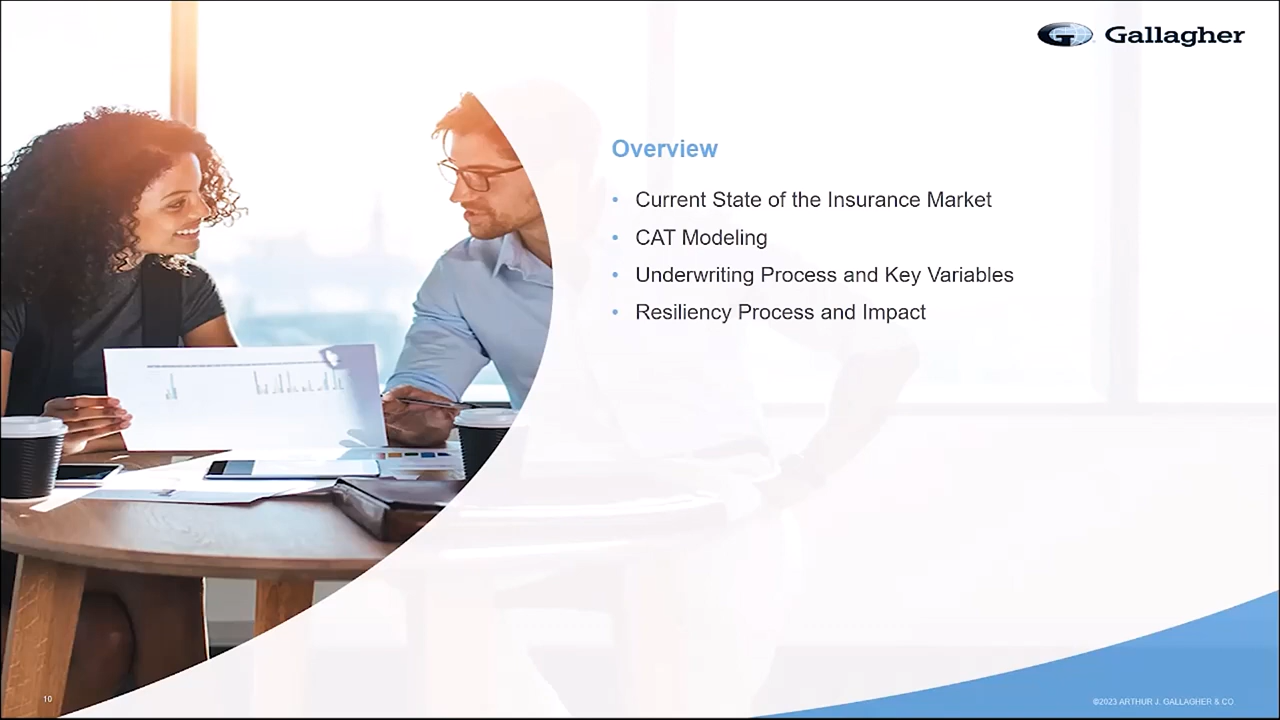 Gallagher
Overview
• Current State of the Insurance Market
• CAT Modeling
• Underwriting Process and Key Variables
• Resiliency Process and Impact
10
©2023 ARTHUR J. GALLAGHER & CO.